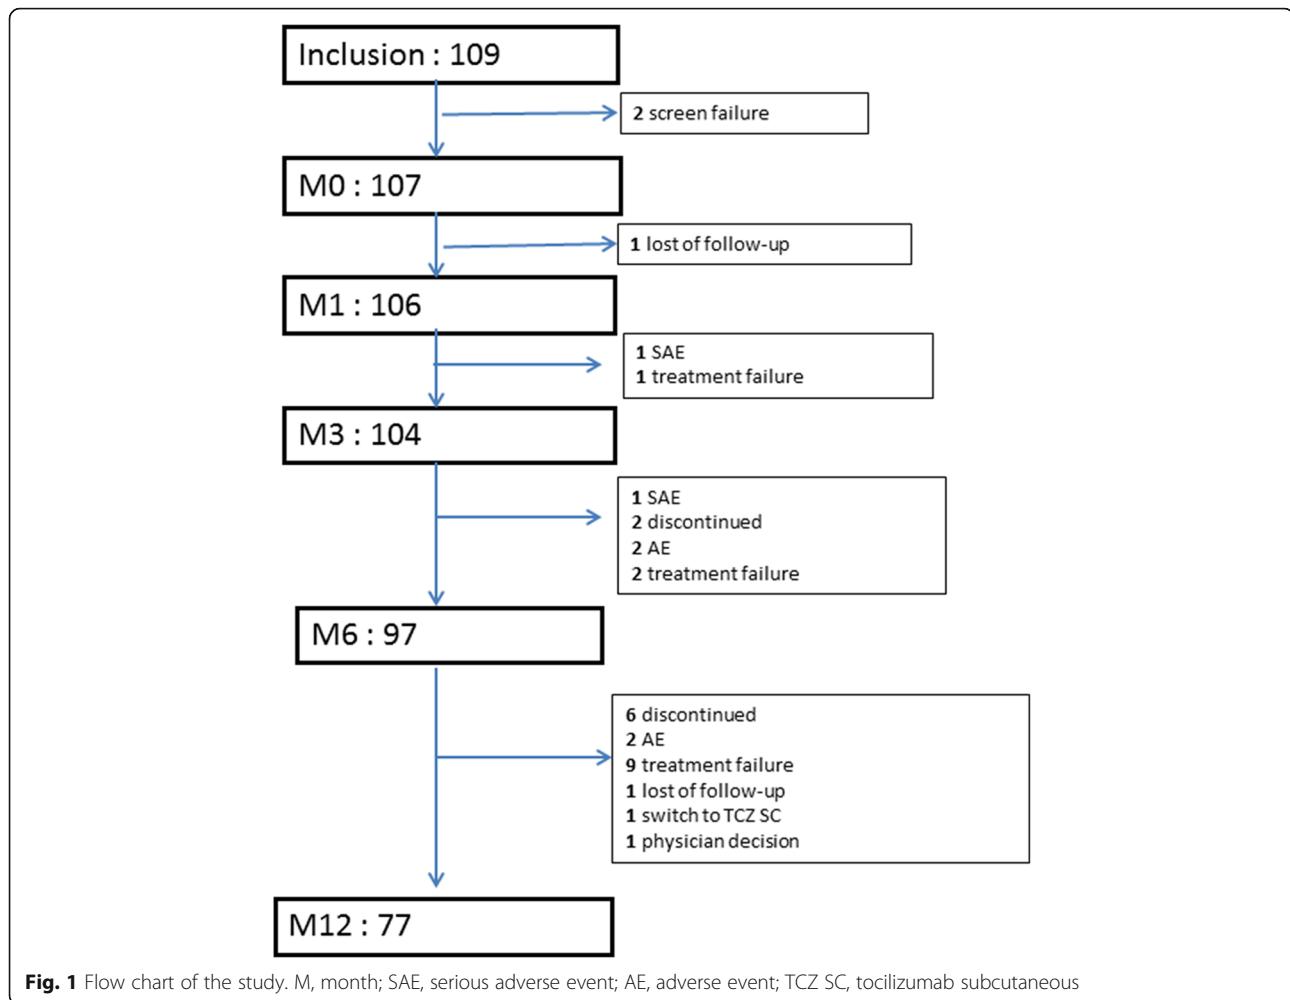 Inclusion : 109
2 screen failure
M0 : 107
1 lost of follow-up
M1 : 106
1 SAE
1 treatment failure
M3 : 104
1 SAE
2 discontinued
2 AE
2 treatment failure
M6 : 97
6 discontinued
2 AE
9 treatment failure
1 lost of follow-up
1 switch to TCZ SC
1 physician decision
M12 : 77
Fig. 1 Flow chart of the study. M, month; SAE, serious adverse event; AE, adverse event; TCZ SC, tocilizumab subcutaneous